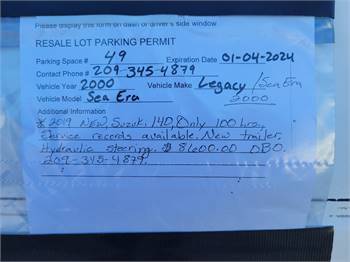 Please display this form on dash or driver's side window
RESALE LOT PARKING PERMIT
Parking Space # 49 Expiration Date 01-04-2024
Contact Phone # 209-345-4879
Vehicle Year 2000 Vehicle Make Legacy / Sea Era
Vehicle Model Sea Era 2000
Additional Information
* 2019 NEW, Suzuki 140, Only 100 hrs.,
Service records available. New trailer,
Hydraulic steering. $ 8600.00 OBO.
209-345-4879.